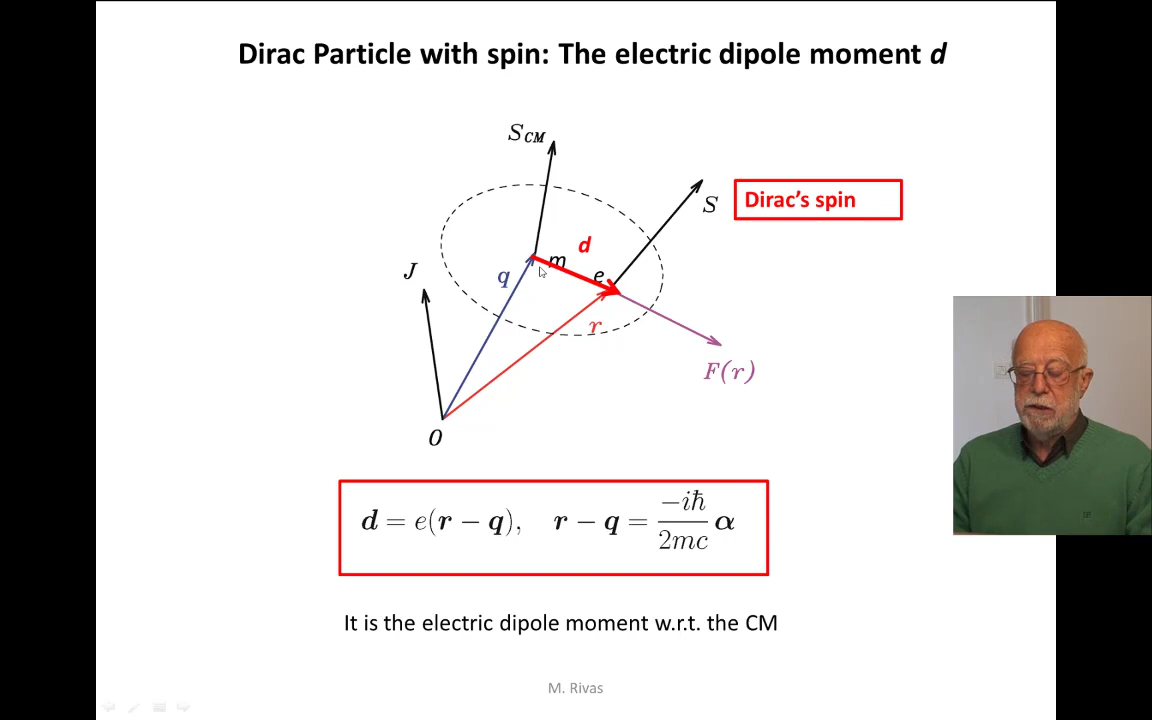 Dirac Particle with spin: The electric dipole moment d
S_CM
S
Dirac's spin
d
m
e
J
q
r
F(r)
O
d = e(r − q),   r − q = \frac{-iħ}{2mc} α
It is the electric dipole moment w.r.t. the CM
M. Rivas